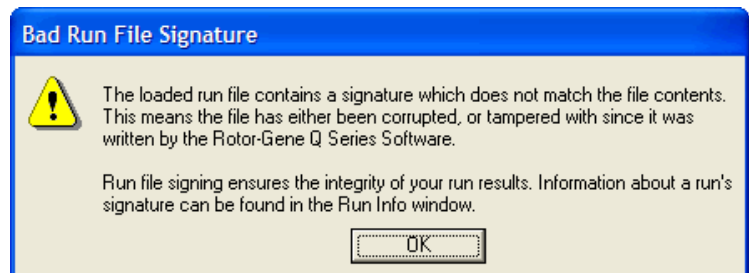 Bad Run File Signature
The loaded run file contains a signature which does not match the file contents.
This means the file has either been corrupted, or tampered with since it was
written by the Rotor-Gene Q Series Software.
Run file signing ensures the integrity of your run results. Information about a run's
signature can be found in the Run Info window.
OK